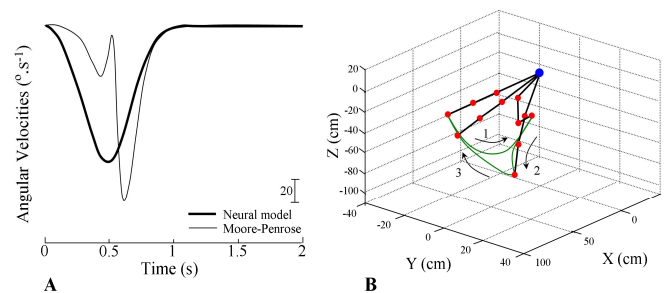 Angular Velocities (°.s-1)
20
Neural model
Moore-Penrose
0
0.5
1
1.5
2
Time (s)
A
20
0
-20
-40
-60
-80
-100
Z (cm)
1
2
3
-40
-20
0
20
40
Y (cm)
100
50
0
X (cm)
B